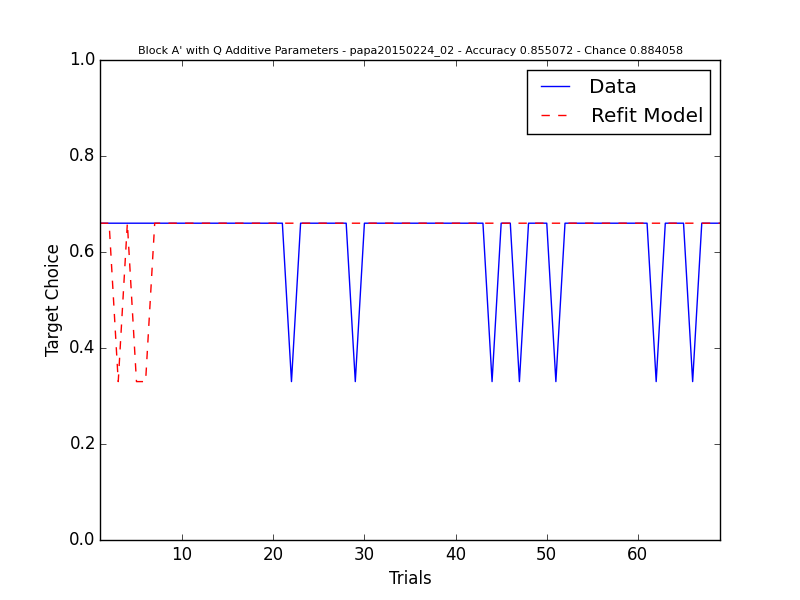 Block A' with Q Additive Parameters - papa20150224_02 - Accuracy 0.855072 - Chance 0.884058
1.0
0.8
0.6
0.4
0.2
0.0
Target Choice
Data
Refit Model
10 20 30 40 50 60
Trials